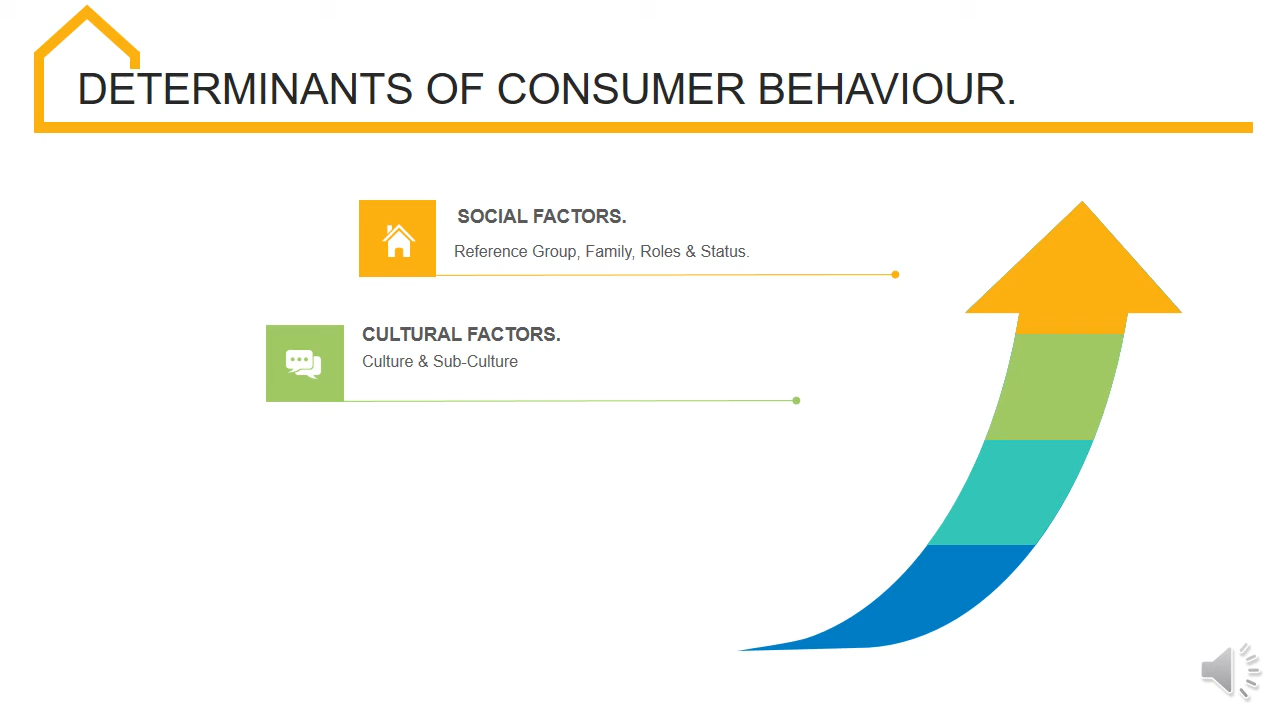 DETERMINANTS OF CONSUMER BEHAVIOUR.
SOCIAL FACTORS.
Reference Group, Family, Roles & Status.
CULTURAL FACTORS.
Culture & Sub-Culture